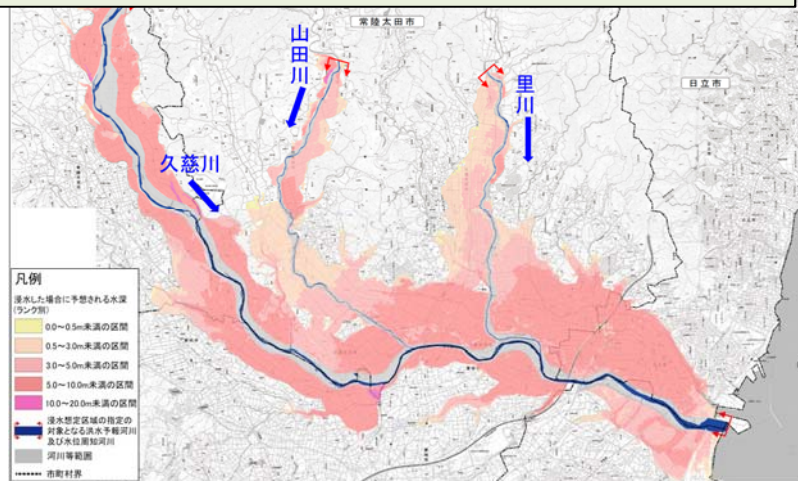 常陸太田市
山田川
里川
日立市
久慈川
凡例
浸水した場合に予想される水深
(ランク別)
0.0～0.5m未満の区間
0.5～3.0m未満の区間
3.0～5.0m未満の区間
5.0～10.0m未満の区間
10.0～20.0m未満の区間
浸水想定区域の指定の
対象となる洪水予報河川
及び水位周知河川
河川等範囲
市町村界